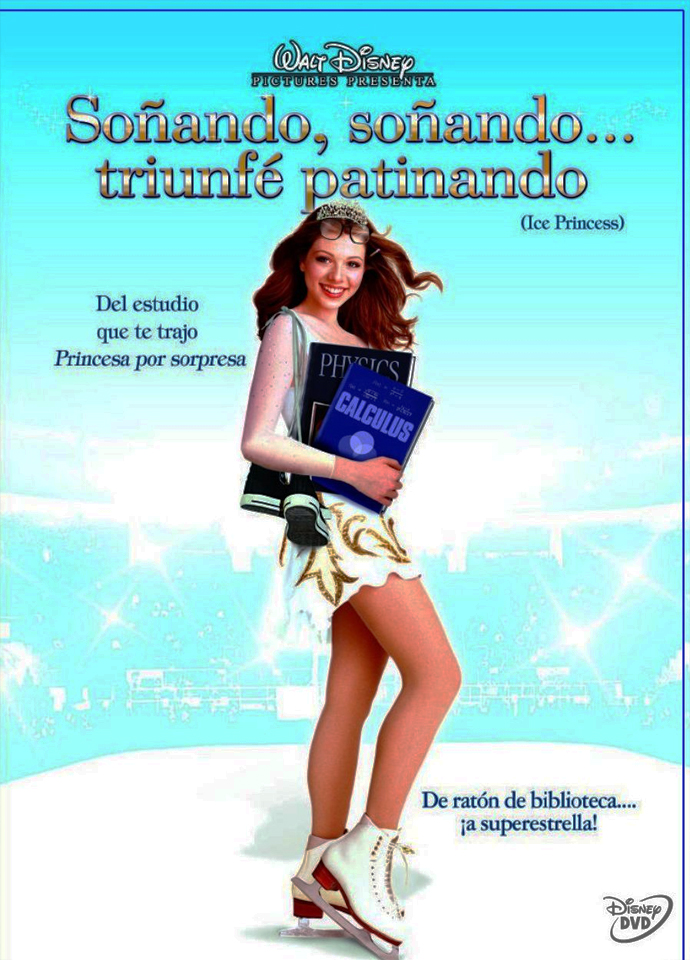 WALT DISNEY
PICTURES PRESENTA
Soñando, soñando...
triunfé patinando
(Ice Princess)
Del estudio
que te trajo
Princesa por sorpresa
PHYSICS
CALCULUS
De ratón de biblioteca....
¡a superestrella!
DISNEY
DVD